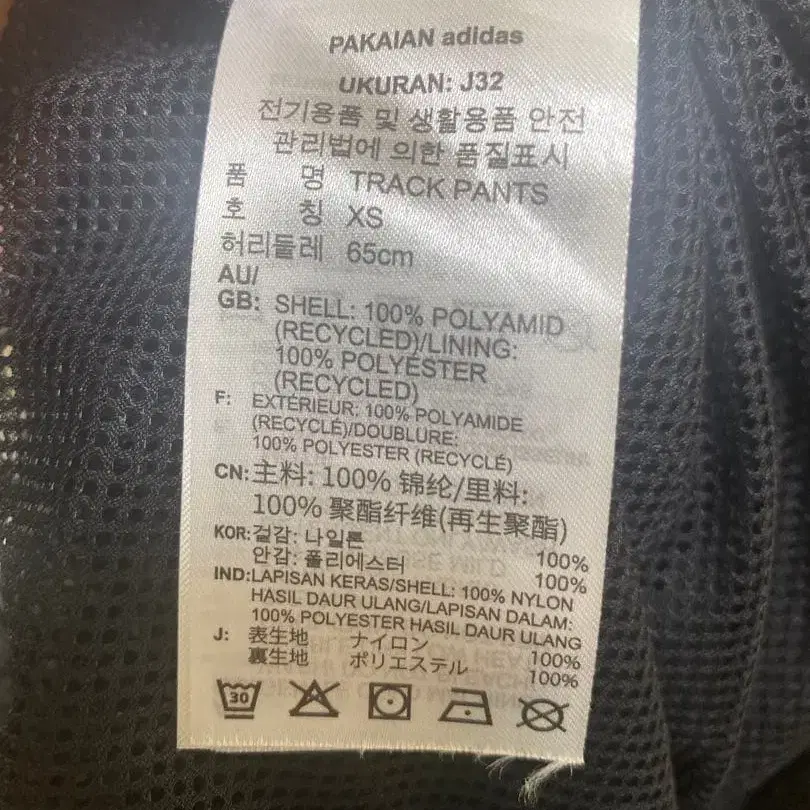 PAKAIAN adidas
UKURAN: J32
전기용품 및 생활용품 안전
관리법에 의한 품질표시
품 명 TRACK PANTS
호 칭 XS
허리둘레 65cm
AU/
GB: SHELL: 100% POLYAMID
(RECYCLED)/LINING:
100% POLYESTER
(RECYCLED)
F: EXTÉRIEUR: 100% POLYAMIDE
(RECYCLÉ)/DOUBLURE:
100% POLYESTER (RECYCLÉ)
CN: 主料: 100% 锦纶/里料:
100% 聚酯纤维(再生聚酯)
KOR: 겉감: 나일론 100%
안감: 폴리에스터 100%
IND: LAPISAN KERAS/SHELL: 100% NYLON
HASIL DAUR ULANG/LAPISAN DALAM:
100% POLYESTER HASIL DAUR ULANG
J: 表生地 ナイロン 100%
裏生地 ポリエステル 100%
30